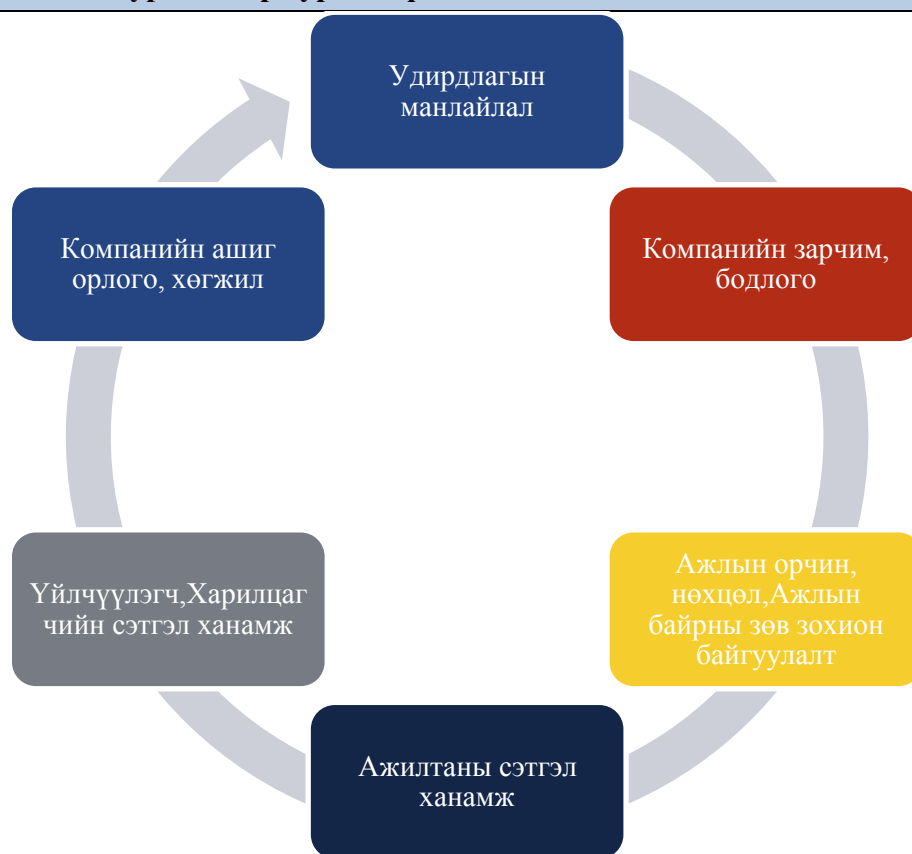 Удирдлагын
манлайлал
Компанийн зарчим,
бодлого
Ажлын орчин,
нөхцөл,Ажлын
байрны зөв зохион
байгуулалт
Ажилтаны сэтгэл
ханамж
Үйлчүүлэгч,Харилцаг
чийн сэтгэл ханамж
Компанийн ашиг
орлого, хөгжил